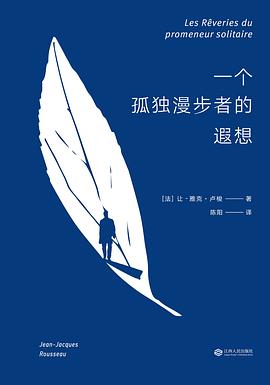 Les Rêveries du
promeneur solitaire
一个
孤独漫步者的
遐想
［法］让 - 雅克·卢梭 —— 著
陈阳 —— 译
Jean-Jacques
Rousseau
江西人民出版社